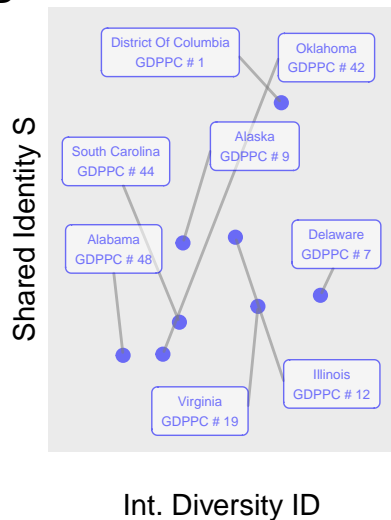 District Of Columbia
GDPPC # 1
Oklahoma
GDPPC # 42
Alaska
GDPPC # 9
South Carolina
GDPPC # 44
Alabama
GDPPC # 48
Delaware
GDPPC # 7
Illinois
GDPPC # 12
Virginia
GDPPC # 19
Shared Identity S
Int. Diversity ID